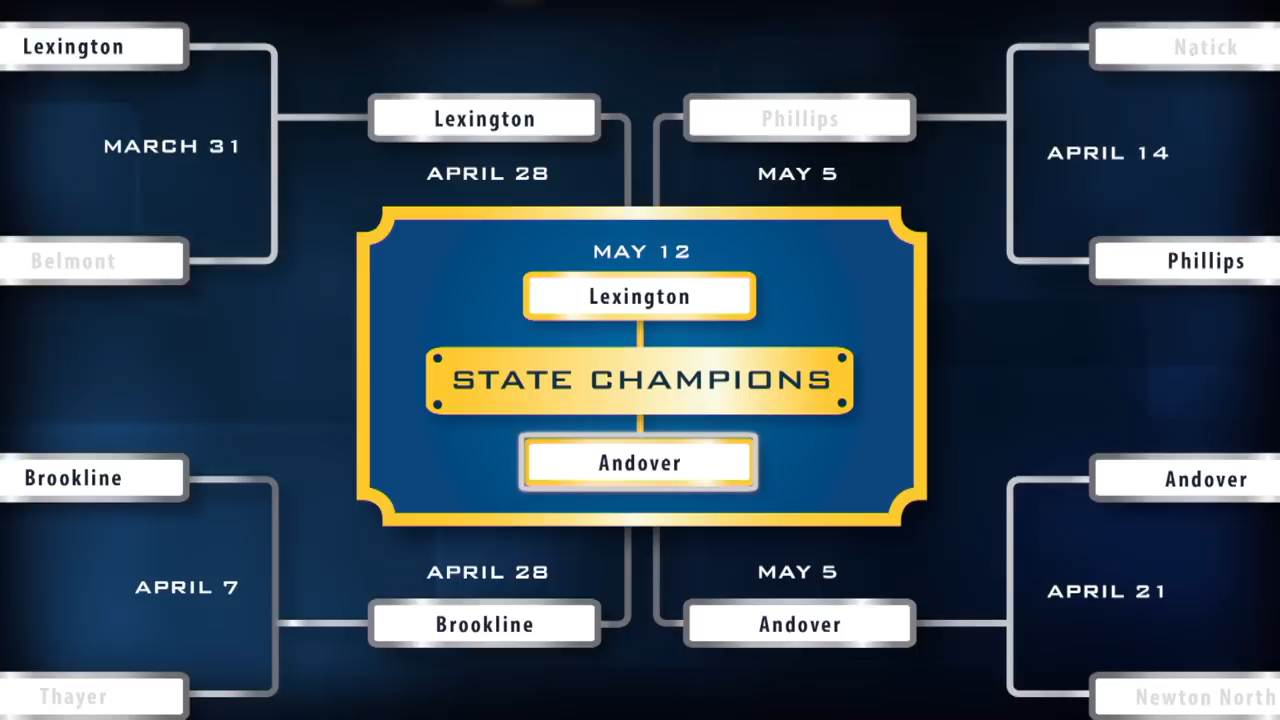 Lexington
MARCH 31
Belmont
Lexington
APRIL 28
Phillips
MAY 5
Natick
APRIL 14
Phillips
MAY 12
Lexington
STATE CHAMPIONS
Andover
Brookline
APRIL 7
Thayer
APRIL 28
Brookline
MAY 5
Andover
Andover
APRIL 21
Newton North